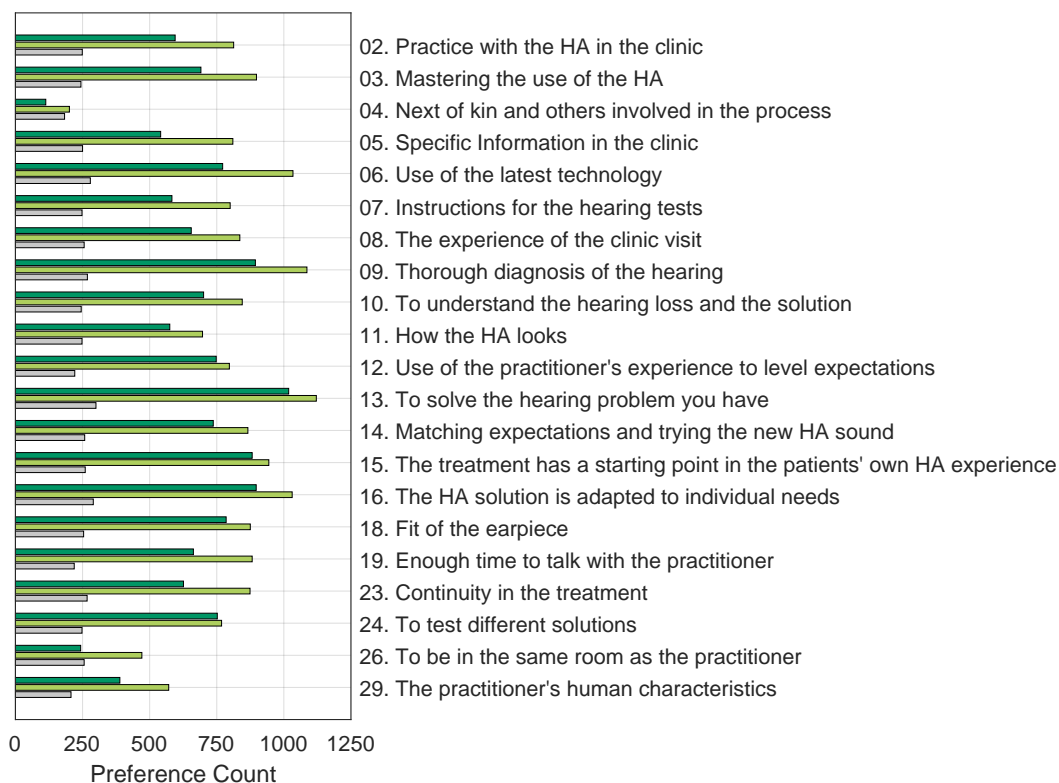 02. Practice with the HA in the clinic
03. Mastering the use of the HA
04. Next of kin and others involved in the process
05. Specific Information in the clinic
06. Use of the latest technology
07. Instructions for the hearing tests
08. The experience of the clinic visit
09. Thorough diagnosis of the hearing
10. To understand the hearing loss and the solution
11. How the HA looks
12. Use of the practitioner's experience to level expectations
13. To solve the hearing problem you have
14. Matching expectations and trying the new HA sound
15. The treatment has a starting point in the patients' own HA experience
16. The HA solution is adapted to individual needs
18. Fit of the earpiece
19. Enough time to talk with the practitioner
23. Continuity in the treatment
24. To test different solutions
26. To be in the same room as the practitioner
29. The practitioner's human characteristics
0 250 500 750 1000 1250
Preference Count